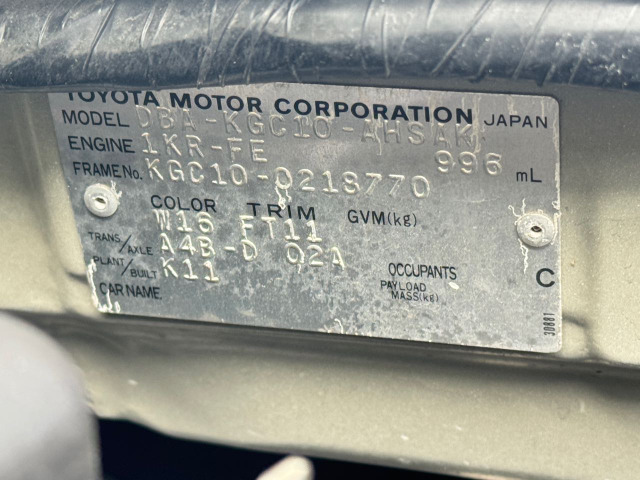 TOYOTA MOTOR CORPORATION JAPAN
MODEL DBA-KGC10-AHSAK
ENGINE 1KR-FE 996 mL
FRAME No. KGC10-0218770
COLOR TRIM GVM(kg)
W16 FT11
TRANS./AXLE A4B-D 02A
PLANT/BUILT K11 OCCUPANTS C
CAR NAME PAYLOAD MASS(kg)
30881